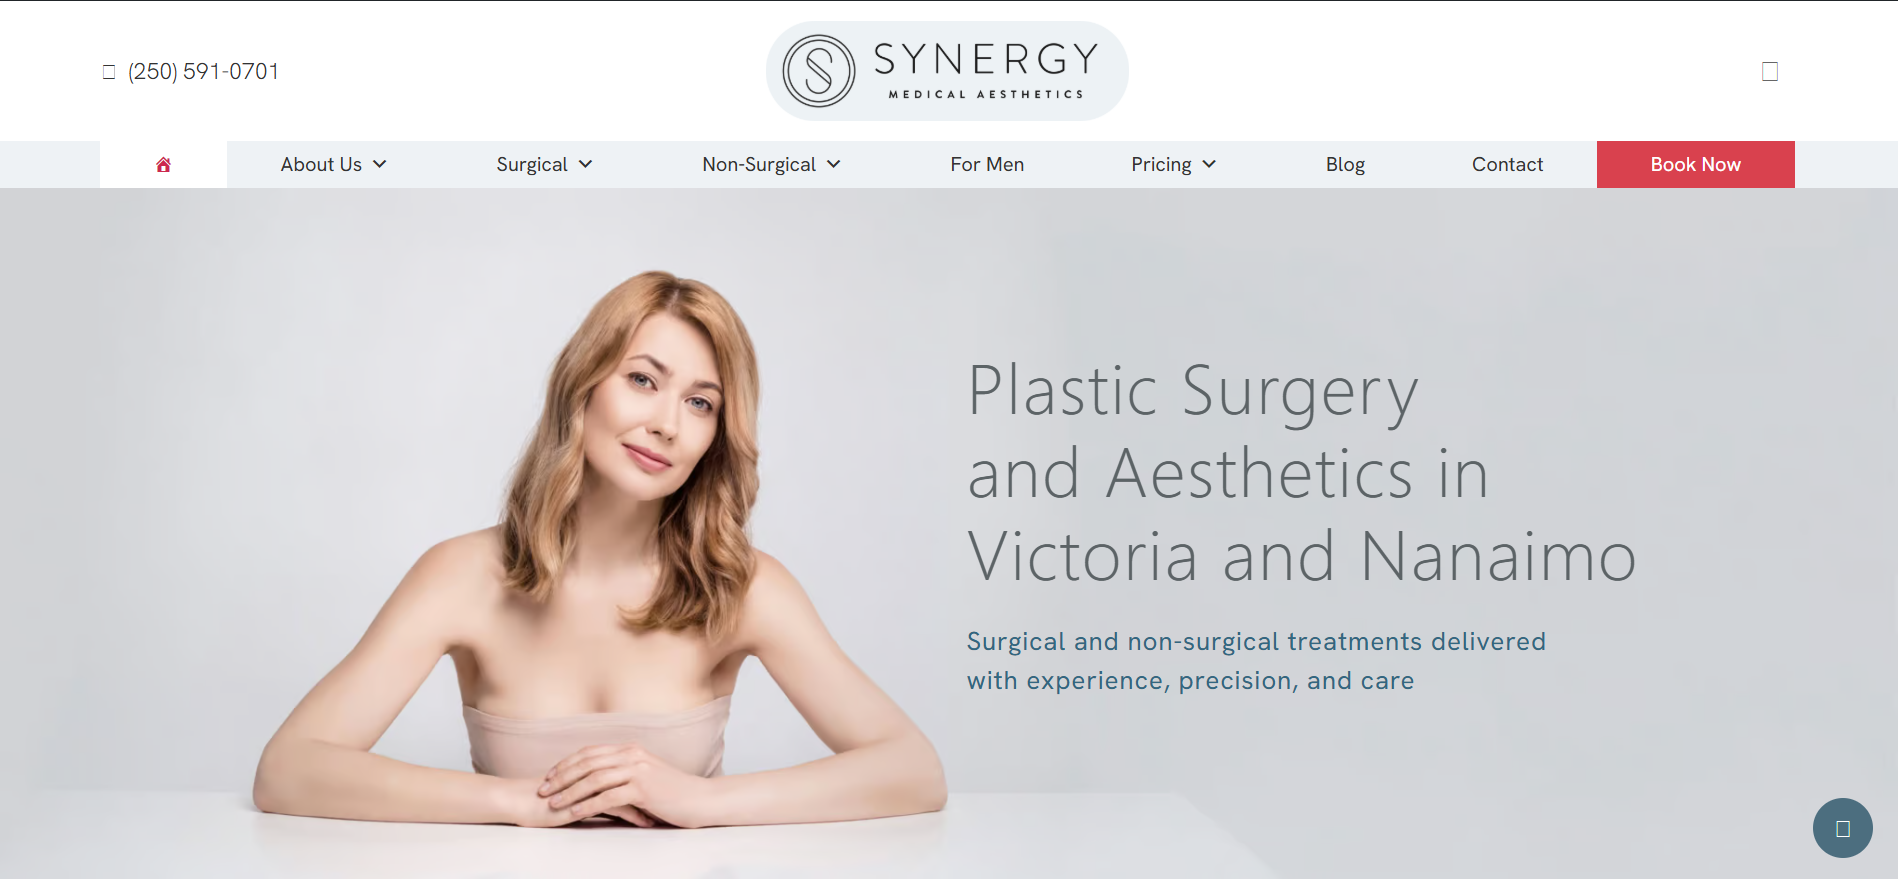 (250) 591-0701
SYNERGY
MEDICAL AESTHETICS
About Us
Surgical
Non-Surgical
For Men
Pricing
Blog
Contact
Book Now
Plastic Surgery
and Aesthetics in
Victoria and Nanaimo
Surgical and non-surgical treatments delivered
with experience, precision, and care